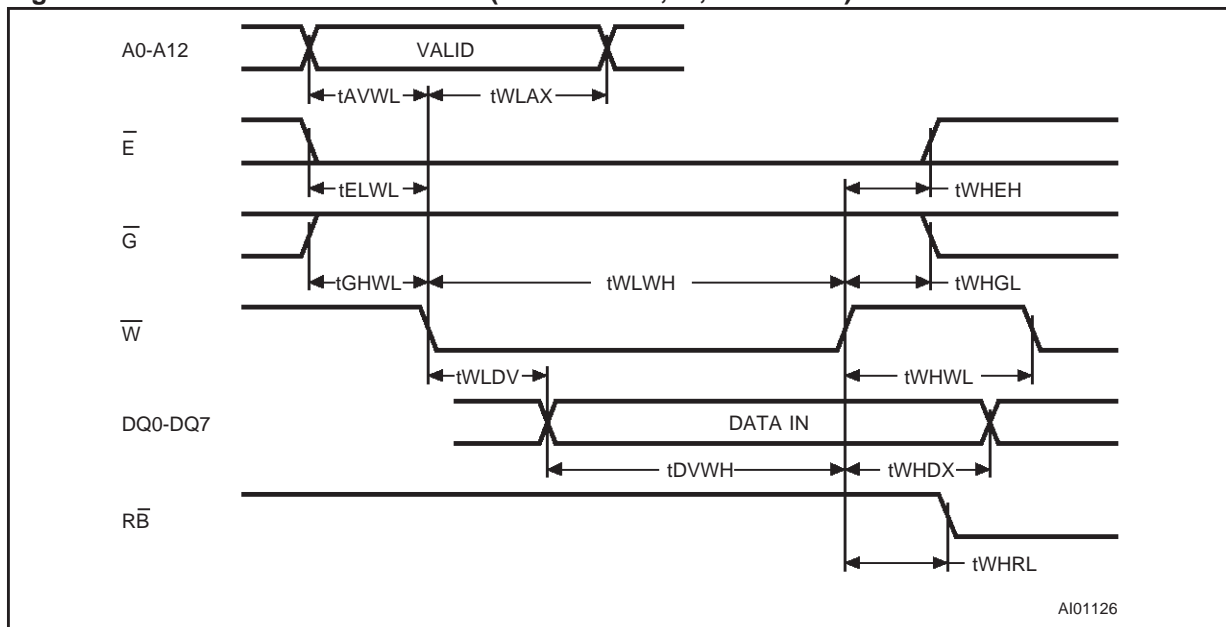 A0-A12
VALID
tAVWL
tWLAX
E̅
tELWL
tWHEH
G̅
tGHWL
tWLWH
tWHGL
W̅
tWLDV
tWHWL
DQ0-DQ7
DATA IN
tDVWH
tWHDX
RB̅
tWHRL
AI01126